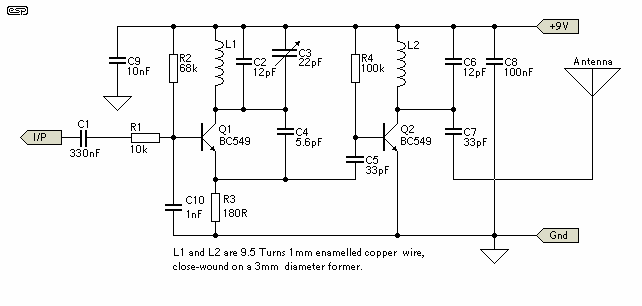 esp
+9V
L1
L2
C9
10nF
R2
68k
C2
12pF
C3
22pF
R4
100k
C6
12pF
C8
100nF
Antenna
I/P
C1
330nF
R1
10k
Q1
BC549
C4
5.6pF
Q2
BC549
C7
33pF
C5
33pF
C10
1nF
R3
180R
Gnd
L1 and L2 are 9.5 Turns 1mm enamelled copper wire,
close-wound on a 3mm diameter former.